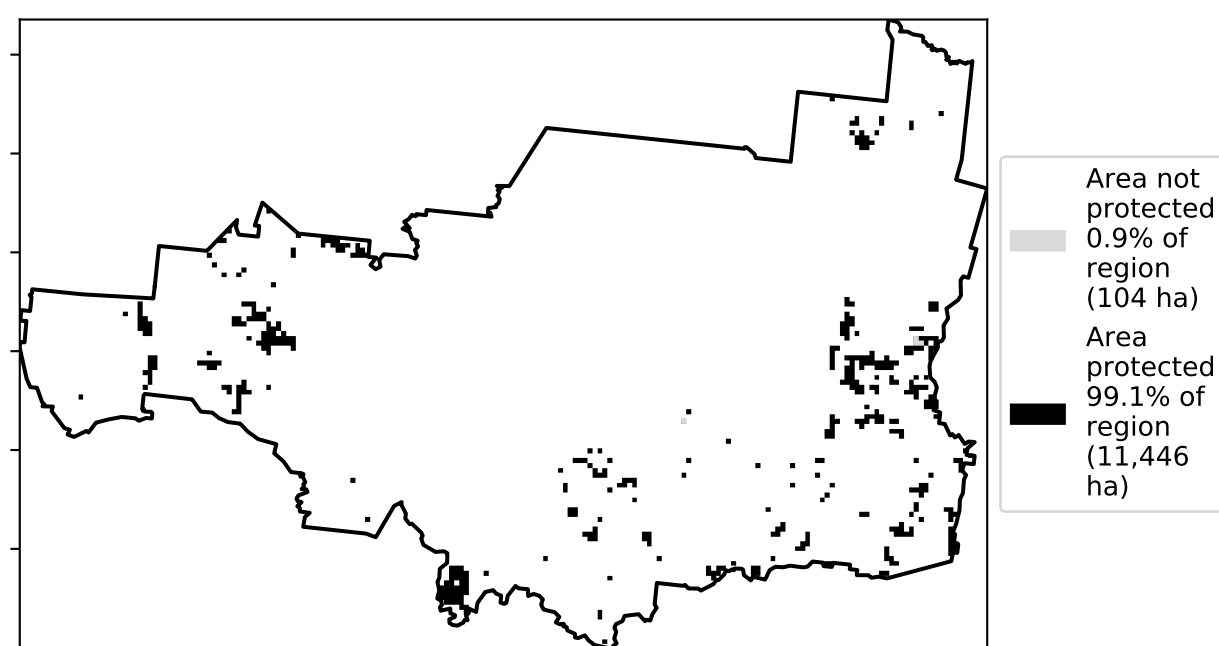 Area not
protected
0.9% of
region
(104 ha)
Area
protected
99.1% of
region
(11,446
ha)